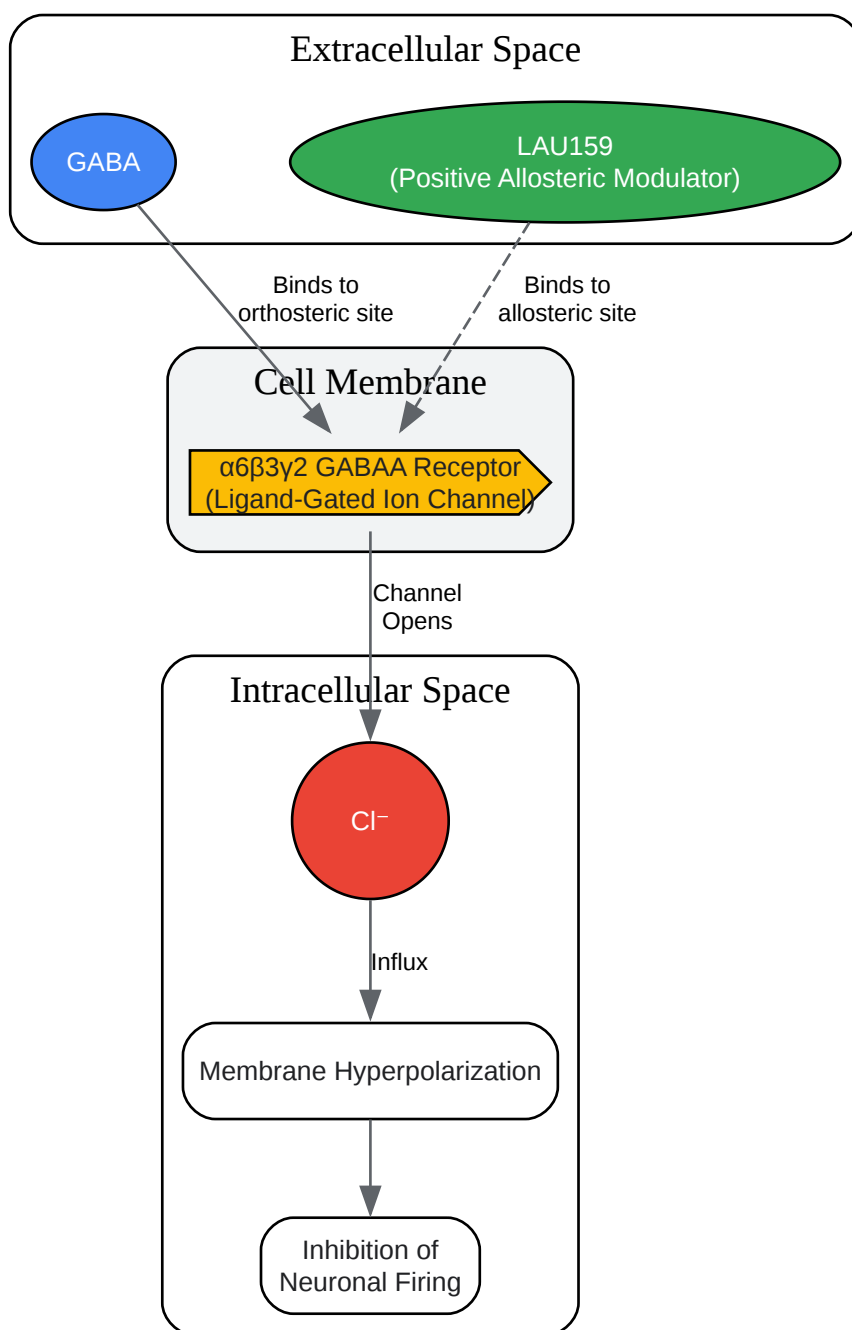 Extracellular Space
GABA
LAU159
(Positive Allosteric Modulator)
Binds to
orthosteric site
Binds to
allosteric site
Cell Membrane
α6β3γ2 GABAA Receptor
(Ligand-Gated Ion Channel)
Channel
Opens
Intracellular Space
Cl⁻
Influx
Membrane Hyperpolarization
Inhibition of
Neuronal Firing